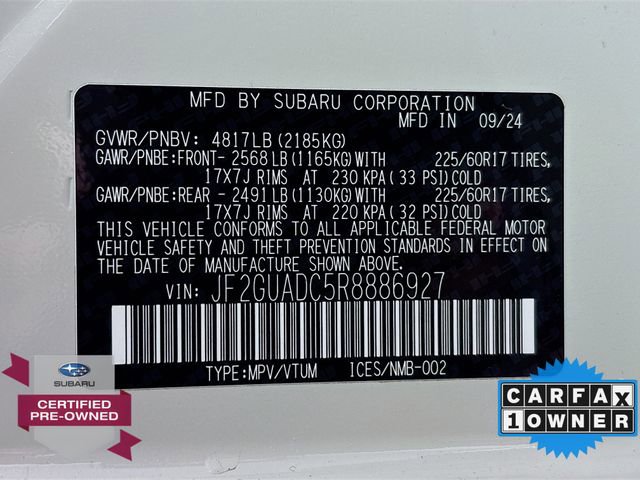 MFD BY SUBARU CORPORATION
MFD IN 09/24
GVWR/PNBV: 4817LB(2185KG)
GAWR/PNBE:FRONT- 2568LB(1165KG)WITH 225/60R17 TIRES,
17X7J RIMS AT 230 KPA(33 PSI)COLD
GAWR/PNBE:REAR - 2491LB(1130KG)WITH 225/60R17 TIRES,
17X7J RIMS AT 220 KPA(32 PSI)COLD
THIS VEHICLE CONFORMS TO ALL APPLICABLE FEDERAL MOTOR
VEHICLE SAFETY AND THEFT PREVENTION STANDARDS IN EFFECT
ON THE DATE OF MANUFACTURE SHOWN ABOVE.
VIN: JF2GUADC5R8886927
TYPE:MPV/VTUM ICES/NMB-002
SUBARU
CERTIFIED
PRE-OWNED
CARFAX
1OWNER